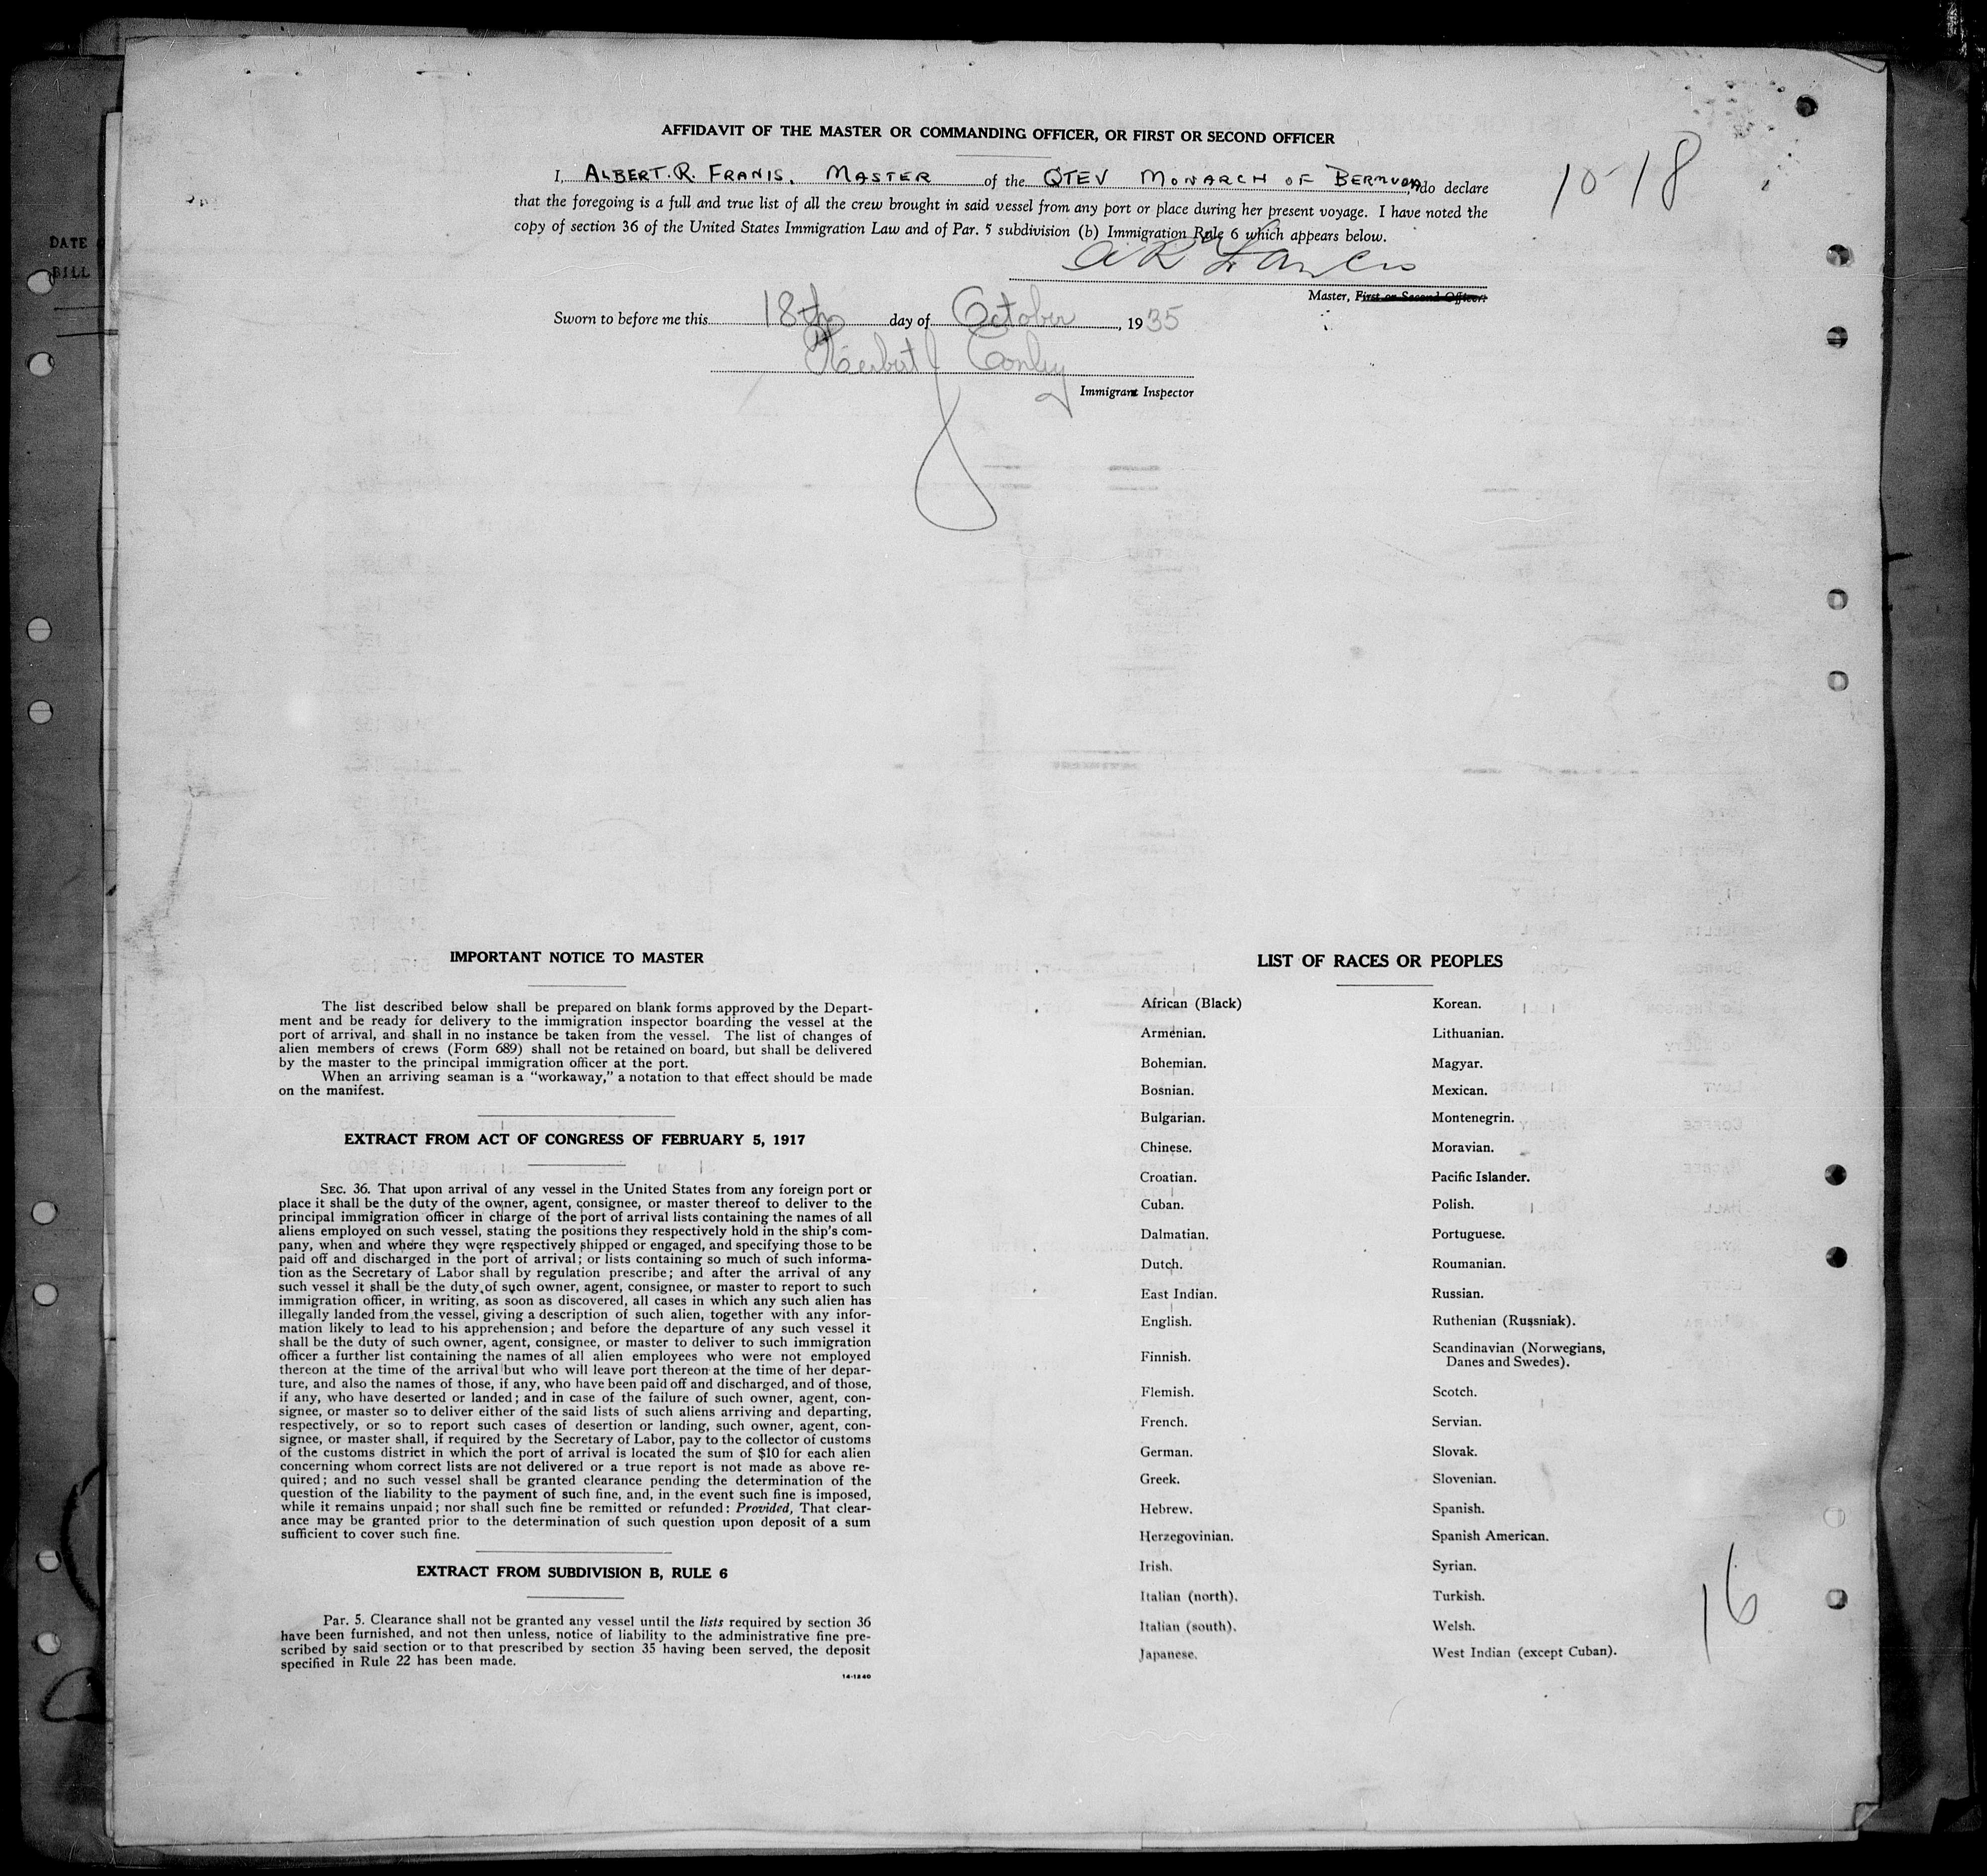 AFFIDAVIT OF THE MASTER OR COMMANDING OFFICER, OR FIRST OR SECOND OFFICER
10-18
I, ALBERT. R. FRANIS. MASTER of the QTEV MONARCH OF BERMUDA, do declare
that the foregoing is a full and true list of all the crew brought in said vessel from any port or place during her present voyage. I have noted the
copy of section 36 of the United States Immigration Law and of Par. 5 subdivision (b) Immigration Rule 6 which appears below.
DATE
BILL
Master, First or Second Officer.
Sworn to before me this 18th day of October, 1935
Herbert J Conley
Immigrant Inspector
IMPORTANT NOTICE TO MASTER
The list described below shall be prepared on blank forms approved by the Depart-
ment and be ready for delivery to the immigration inspector boarding the vessel at the
port of arrival, and shall in no instance be taken from the vessel. The list of changes of
alien members of crews (Form 689) shall not be retained on board, but shall be delivered
by the master to the principal immigration officer at the port.
When an arriving seaman is a "workaway," a notation to that effect should be made
on the manifest.
EXTRACT FROM ACT OF CONGRESS OF FEBRUARY 5, 1917
SEC. 36. That upon arrival of any vessel in the United States from any foreign port or
place it shall be the duty of the owner, agent, consignee, or master thereof to deliver to the
principal immigration officer in charge of the port of arrival lists containing the names of all
aliens employed on such vessel, stating the positions they respectively hold in the ship's com-
pany, when and where they were respectively shipped or engaged, and specifying those to be
paid off and discharged in the port of arrival; or lists containing so much of such informa-
tion as the Secretary of Labor shall by regulation prescribe; and after the arrival of any
such vessel it shall be the duty of such owner, agent, consignee, or master to report to such
immigration officer, in writing, as soon as discovered, all cases in which any such alien has
illegally landed from the vessel, giving a description of such alien, together with any infor-
mation likely to lead to his apprehension; and before the departure of any such vessel it
shall be the duty of such owner, agent, consignee, or master to deliver to such immigration
officer a further list containing the names of all alien employees who were not employed
thereon at the time of the arrival but who will leave port thereon at the time of her depar-
ture, and also the names of those, if any, who have been paid off and discharged, and of those,
if any, who have deserted or landed; and in case of the failure of such owner, agent, con-
signee, or master so to deliver either of the said lists of such aliens arriving and departing,
respectively, or so to report such cases of desertion or landing, such owner, agent, con-
signee, or master shall, if required by the Secretary of Labor, pay to the collector of customs
of the customs district in which the port of arrival is located the sum of $10 for each alien
concerning whom correct lists are not delivered or a true report is not made as above re-
quired; and no such vessel shall be granted clearance pending the determination of the
question of the liability to the payment of such fine, and, in the event such fine is imposed,
while it remains unpaid; nor shall such fine be remitted or refunded: Provided, That clear-
ance may be granted prior to the determination of such question upon deposit of a sum
sufficient to cover such fine.
EXTRACT FROM SUBDIVISION B, RULE 6
Par. 5. Clearance shall not be granted any vessel until the lists required by section 36
have been furnished, and not then unless, notice of liability to the administrative fine pre-
scribed by said section or to that prescribed by section 35 having been served, the deposit
specified in Rule 22 has been made.
14-1240
LIST OF RACES OR PEOPLES
African (Black)
Armenian.
Bohemian.
Bosnian.
Bulgarian.
Chinese.
Croatian.
Cuban.
Dalmatian.
Dutch.
East Indian.
English.
Finnish.
Flemish.
French.
German.
Greek.
Hebrew.
Herzegovinian.
Irish.
Italian (north).
Italian (south).
Japanese.
Korean.
Lithuanian.
Magyar.
Mexican.
Montenegrin.
Moravian.
Pacific Islander.
Polish.
Portuguese.
Roumanian.
Russian.
Ruthenian (Russniak).
Scandinavian (Norwegians,
Danes and Swedes).
Scotch.
Servian.
Slovak.
Slovenian.
Spanish.
Spanish American.
Syrian.
Turkish.
Welsh.
West Indian (except Cuban).
16